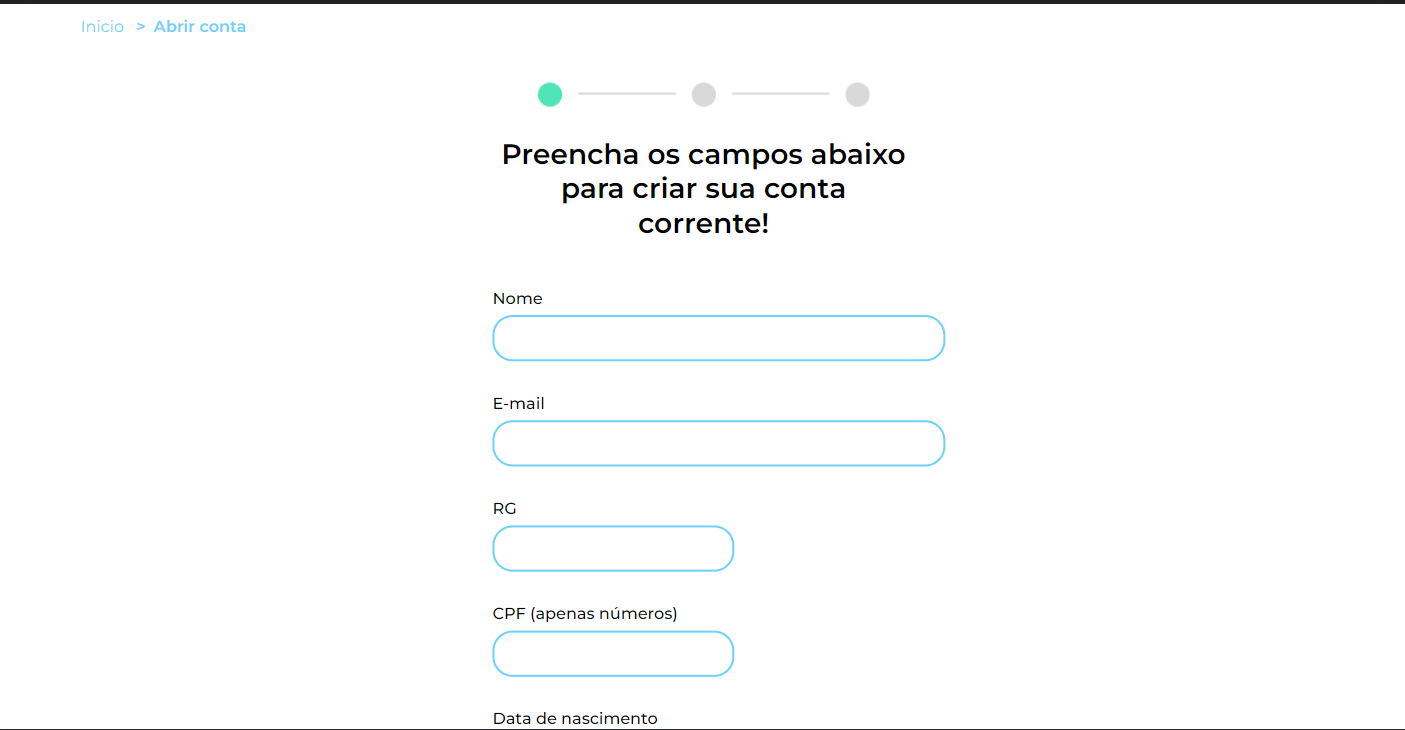 Inicio > Abrir conta
Preencha os campos abaixo
para criar sua conta
corrente!
Nome
E-mail
RG
CPF (apenas números)
Data de nascimento